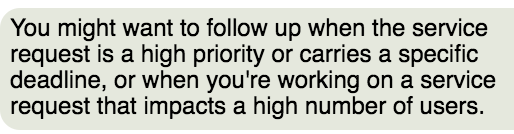 You might want to follow up when the service
request is a high priority or carries a specific
deadline, or when you're working on a service
request that impacts a high number of users.